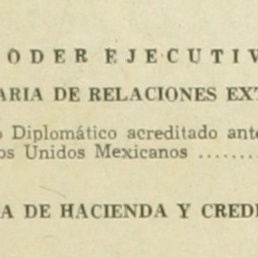 ODER EJECUTIV
ARIA DE RELACIONES EXT
o Diplomático acreditado ante
os Unidos Mexicanos ........
A DE HACIENDA Y CREDI